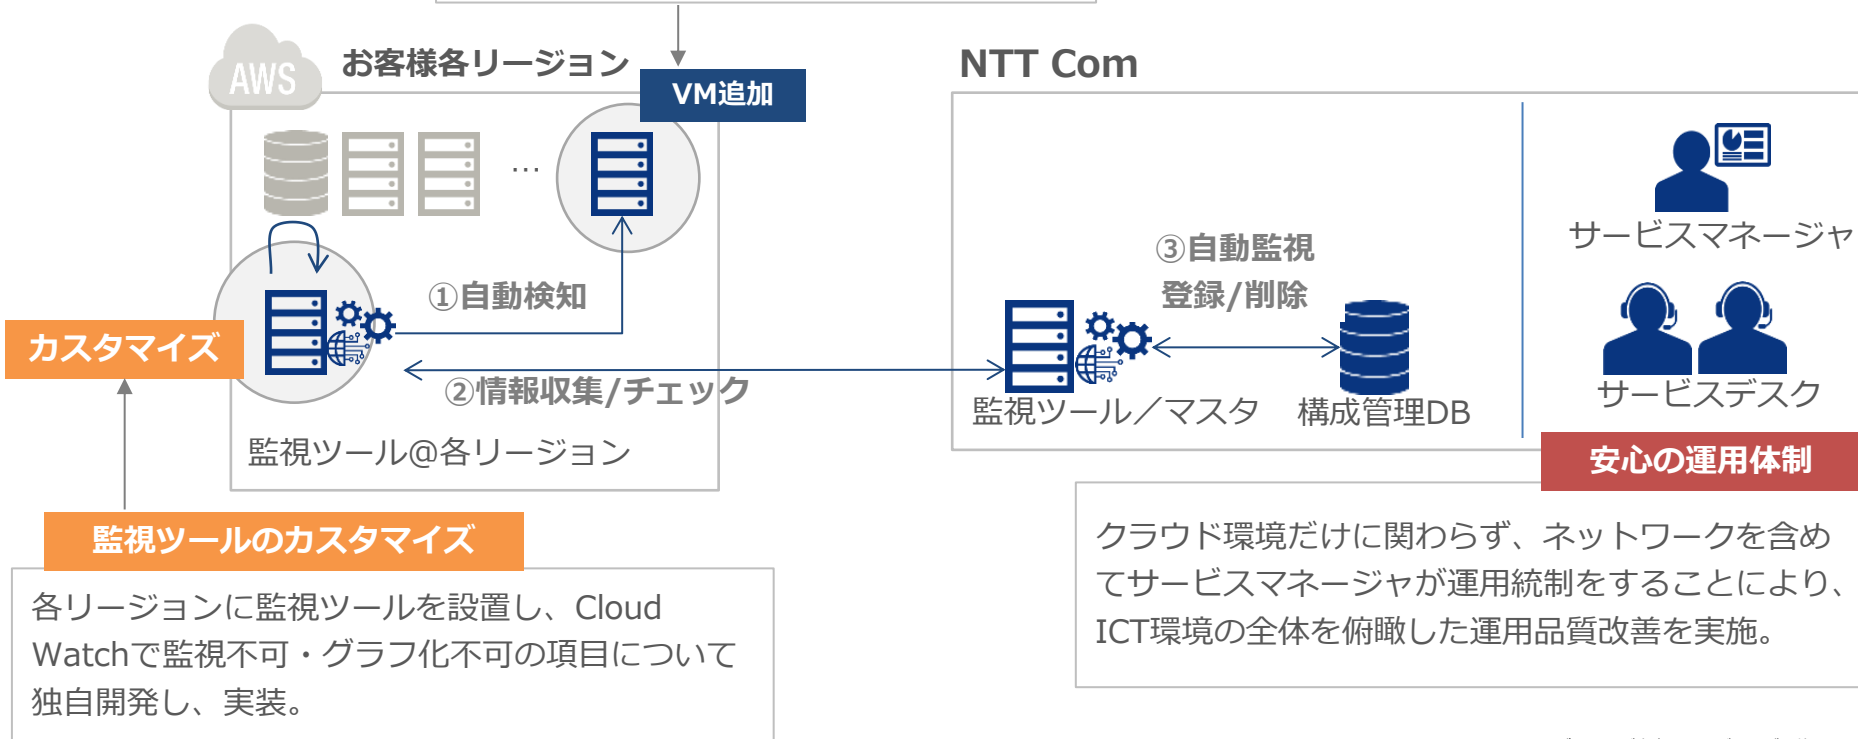 AWS
お客様各リージョン
VM追加
…
①自動検知
カスタマイズ
②情報収集/チェック
監視ツール@各リージョン
監視ツールのカスタマイズ
各リージョンに監視ツールを設置し、Cloud
Watchで監視不可・グラフ化不可の項目について
独自開発し、実装。
NTT Com
③自動監視
登録/削除
監視ツール／マスタ
構成管理DB
サービスマネージャ
サービスデスク
安心の運用体制
クラウド環境だけに関わらず、ネットワークを含め
てサービスマネージャが運用統制をすることにより、
ICT環境の全体を俯瞰した運用品質改善を実施。